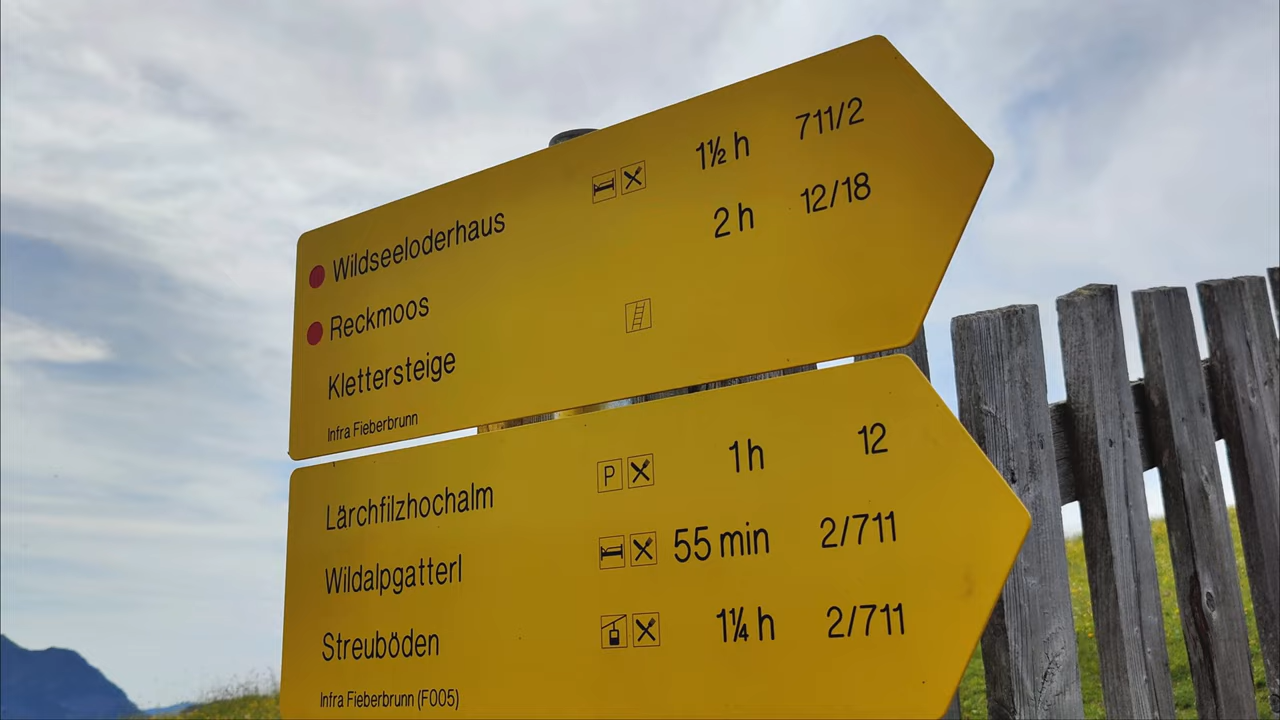 Wildseeloderhaus 1½ h 711/2
Reckmoos 2 h 12/18
Klettersteige
Infra Fieberbrunn
Lärchfilzhochalm P 1 h 12
Wildalpgatterl 55 min 2/711
Streuböden 1¼ h 2/711
Infra Fieberbrunn (F005)